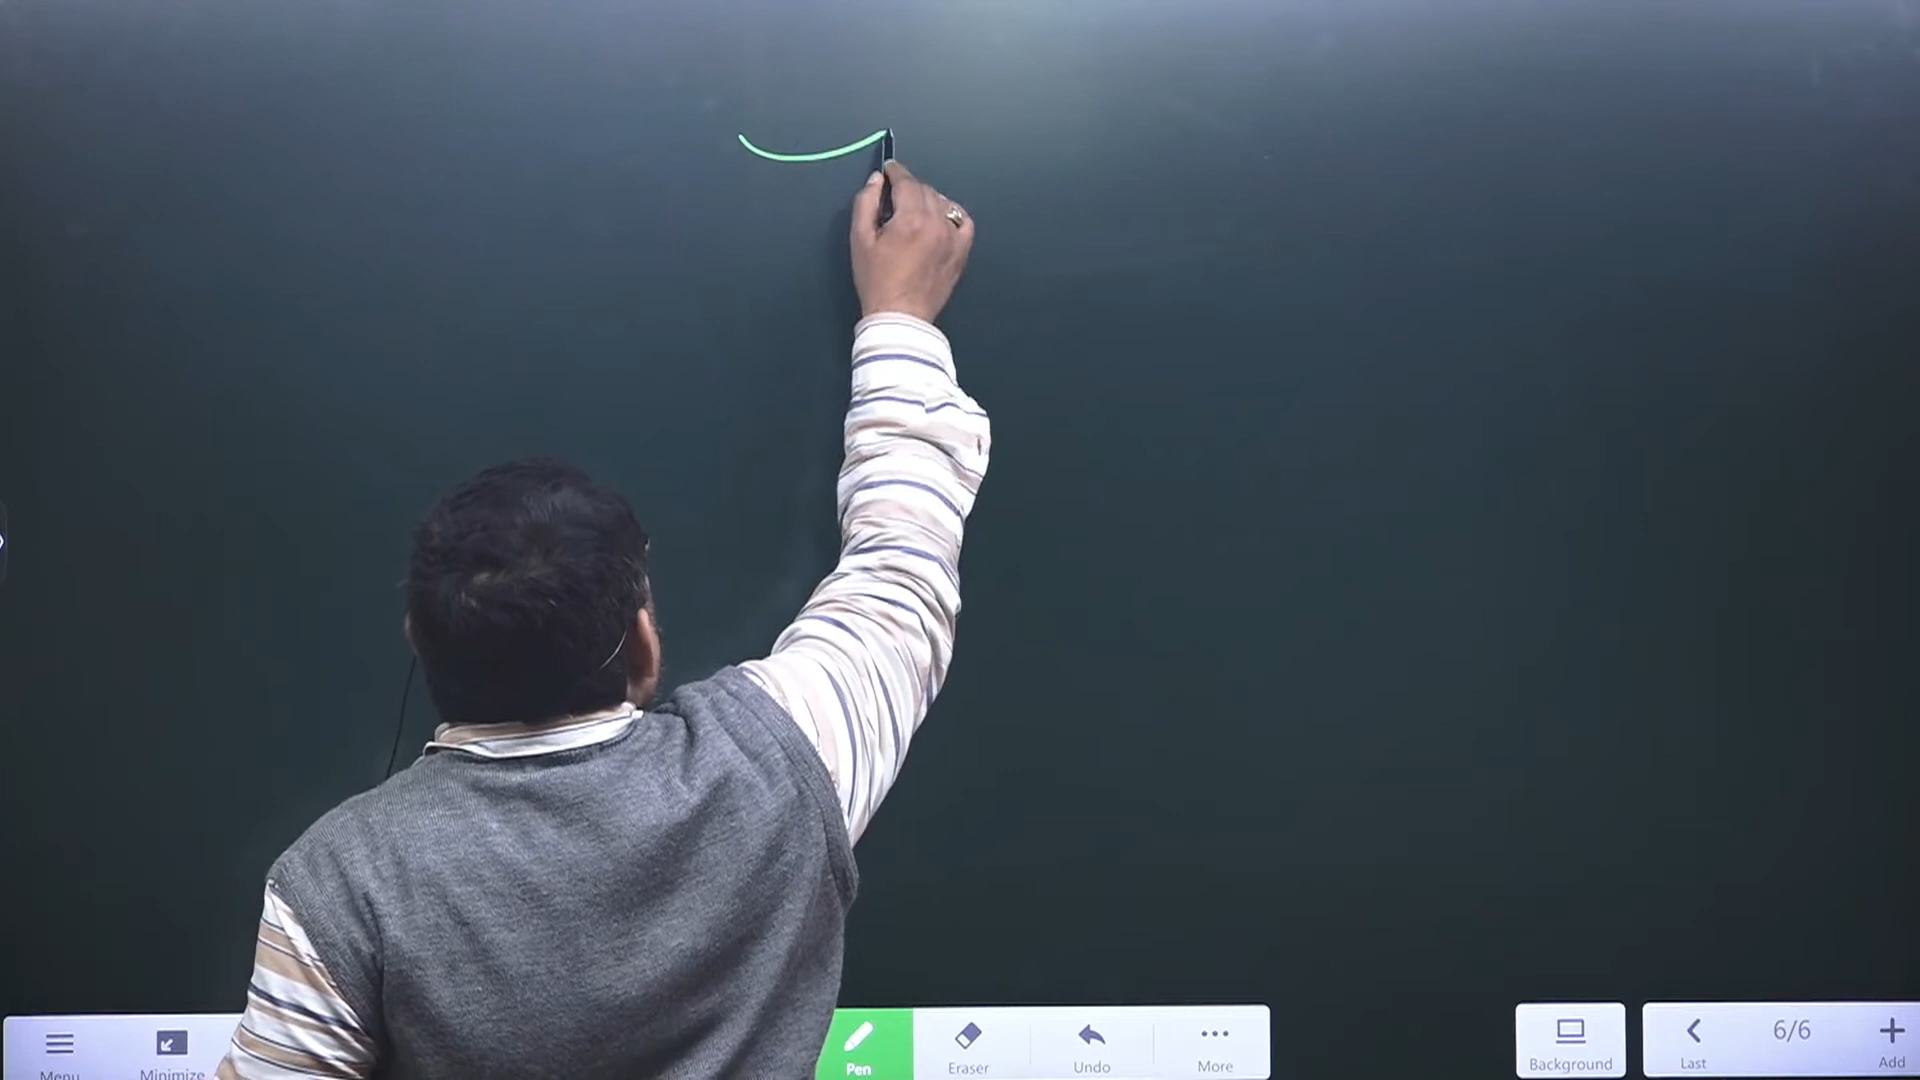 Menu
Minimize
Pen
Eraser
Undo
More
Background
Last
6/6
Add